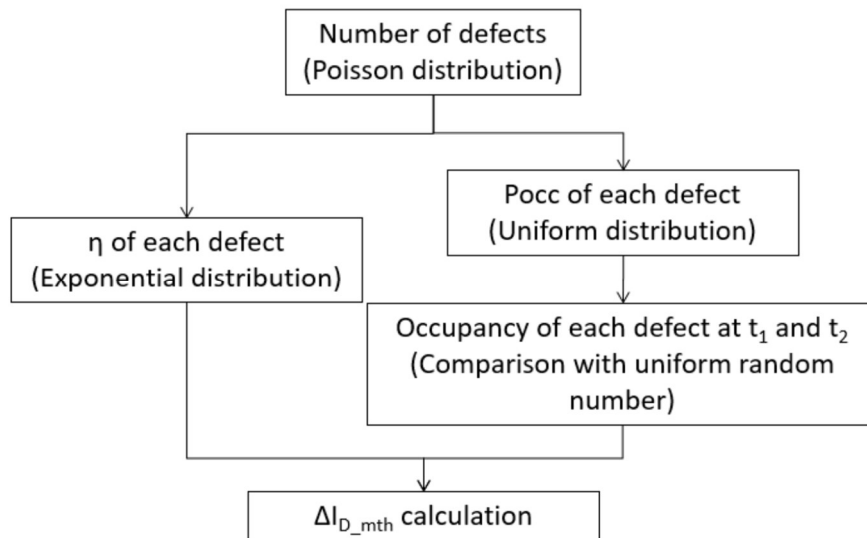 Number of defects
(Poisson distribution)
Pocc of each defect
(Uniform distribution)
η of each defect
(Exponential distribution)
Occupancy of each defect at t₁ and t₂
(Comparison with uniform random
number)
ΔI_D_mth calculation